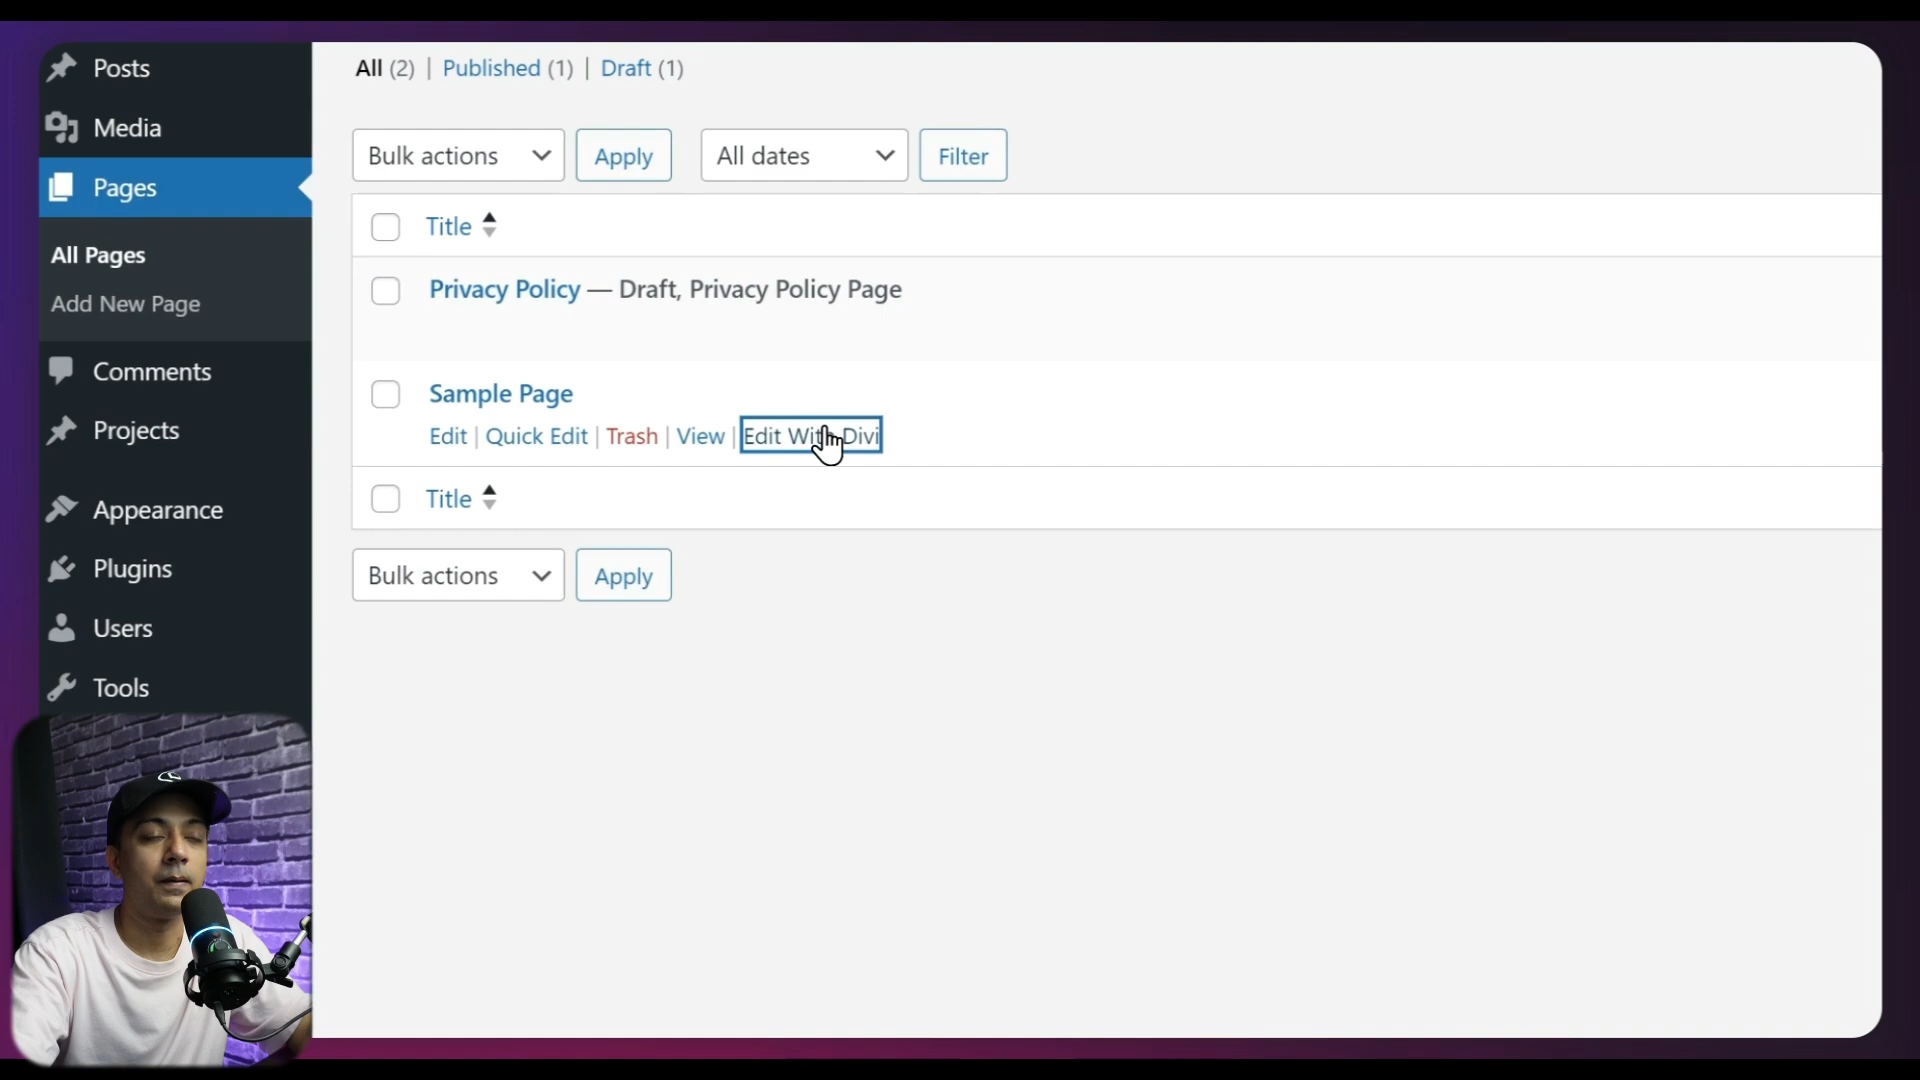 Posts
Media
Pages
All Pages
Add New Page
Comments
Projects
Appearance
Plugins
Users
Tools
All (2) | Published (1) | Draft (1)
Bulk actions Apply All dates Filter
Title
Privacy Policy — Draft, Privacy Policy Page
Sample Page
Edit | Quick Edit | Trash | View | Edit With Divi
Title
Bulk actions Apply